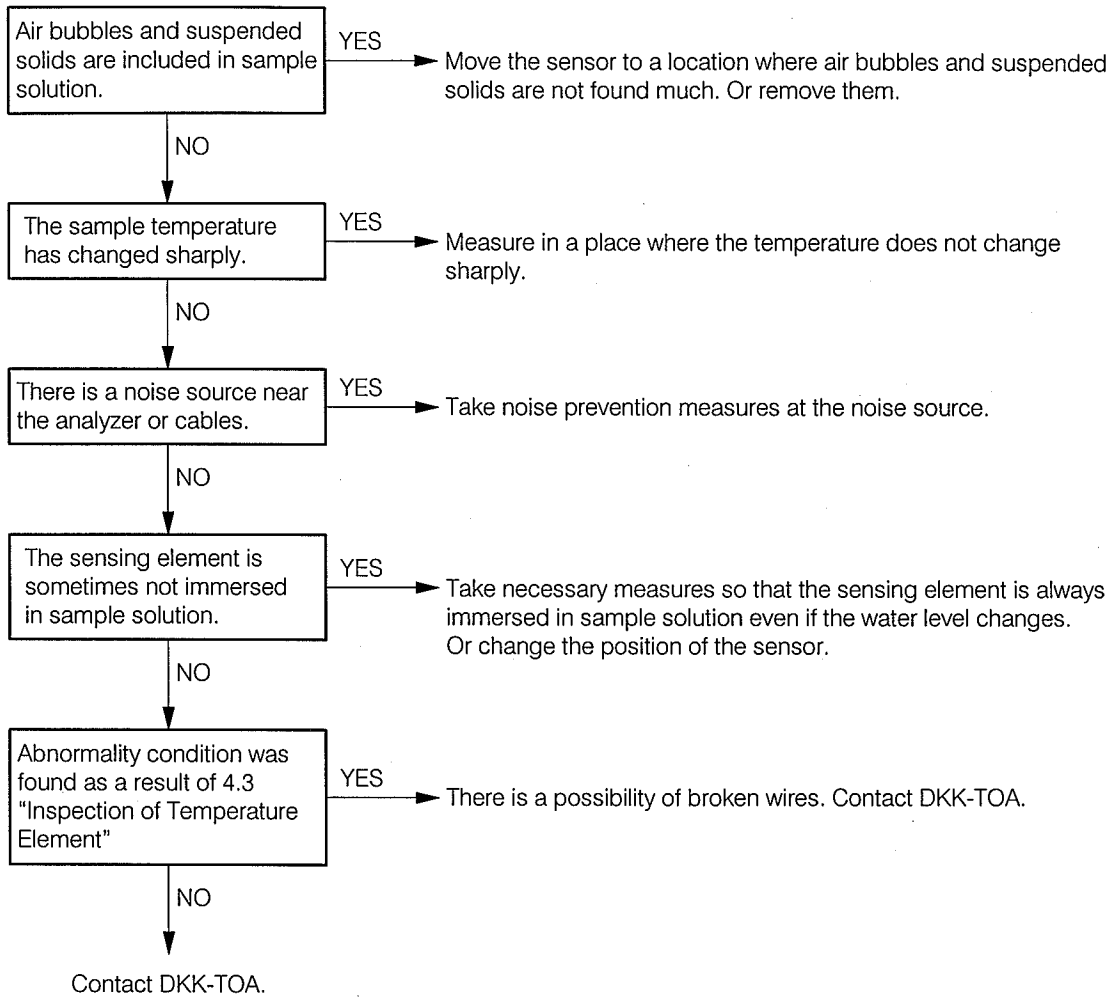 Air bubbles and suspended
solids are included in sample
solution.
YES
Move the sensor to a location where air bubbles and suspended
solids are not found much. Or remove them.
NO
The sample temperature
has changed sharply.
YES
Measure in a place where the temperature does not change
sharply.
NO
There is a noise source near
the analyzer or cables.
YES
Take noise prevention measures at the noise source.
NO
The sensing element is
sometimes not immersed
in sample solution.
YES
Take necessary measures so that the sensing element is always
immersed in sample solution even if the water level changes.
Or change the position of the sensor.
NO
Abnormality condition was
found as a result of 4.3
“Inspection of Temperature
Element”
YES
There is a possibility of broken wires. Contact DKK-TOA.
NO
Contact DKK-TOA.